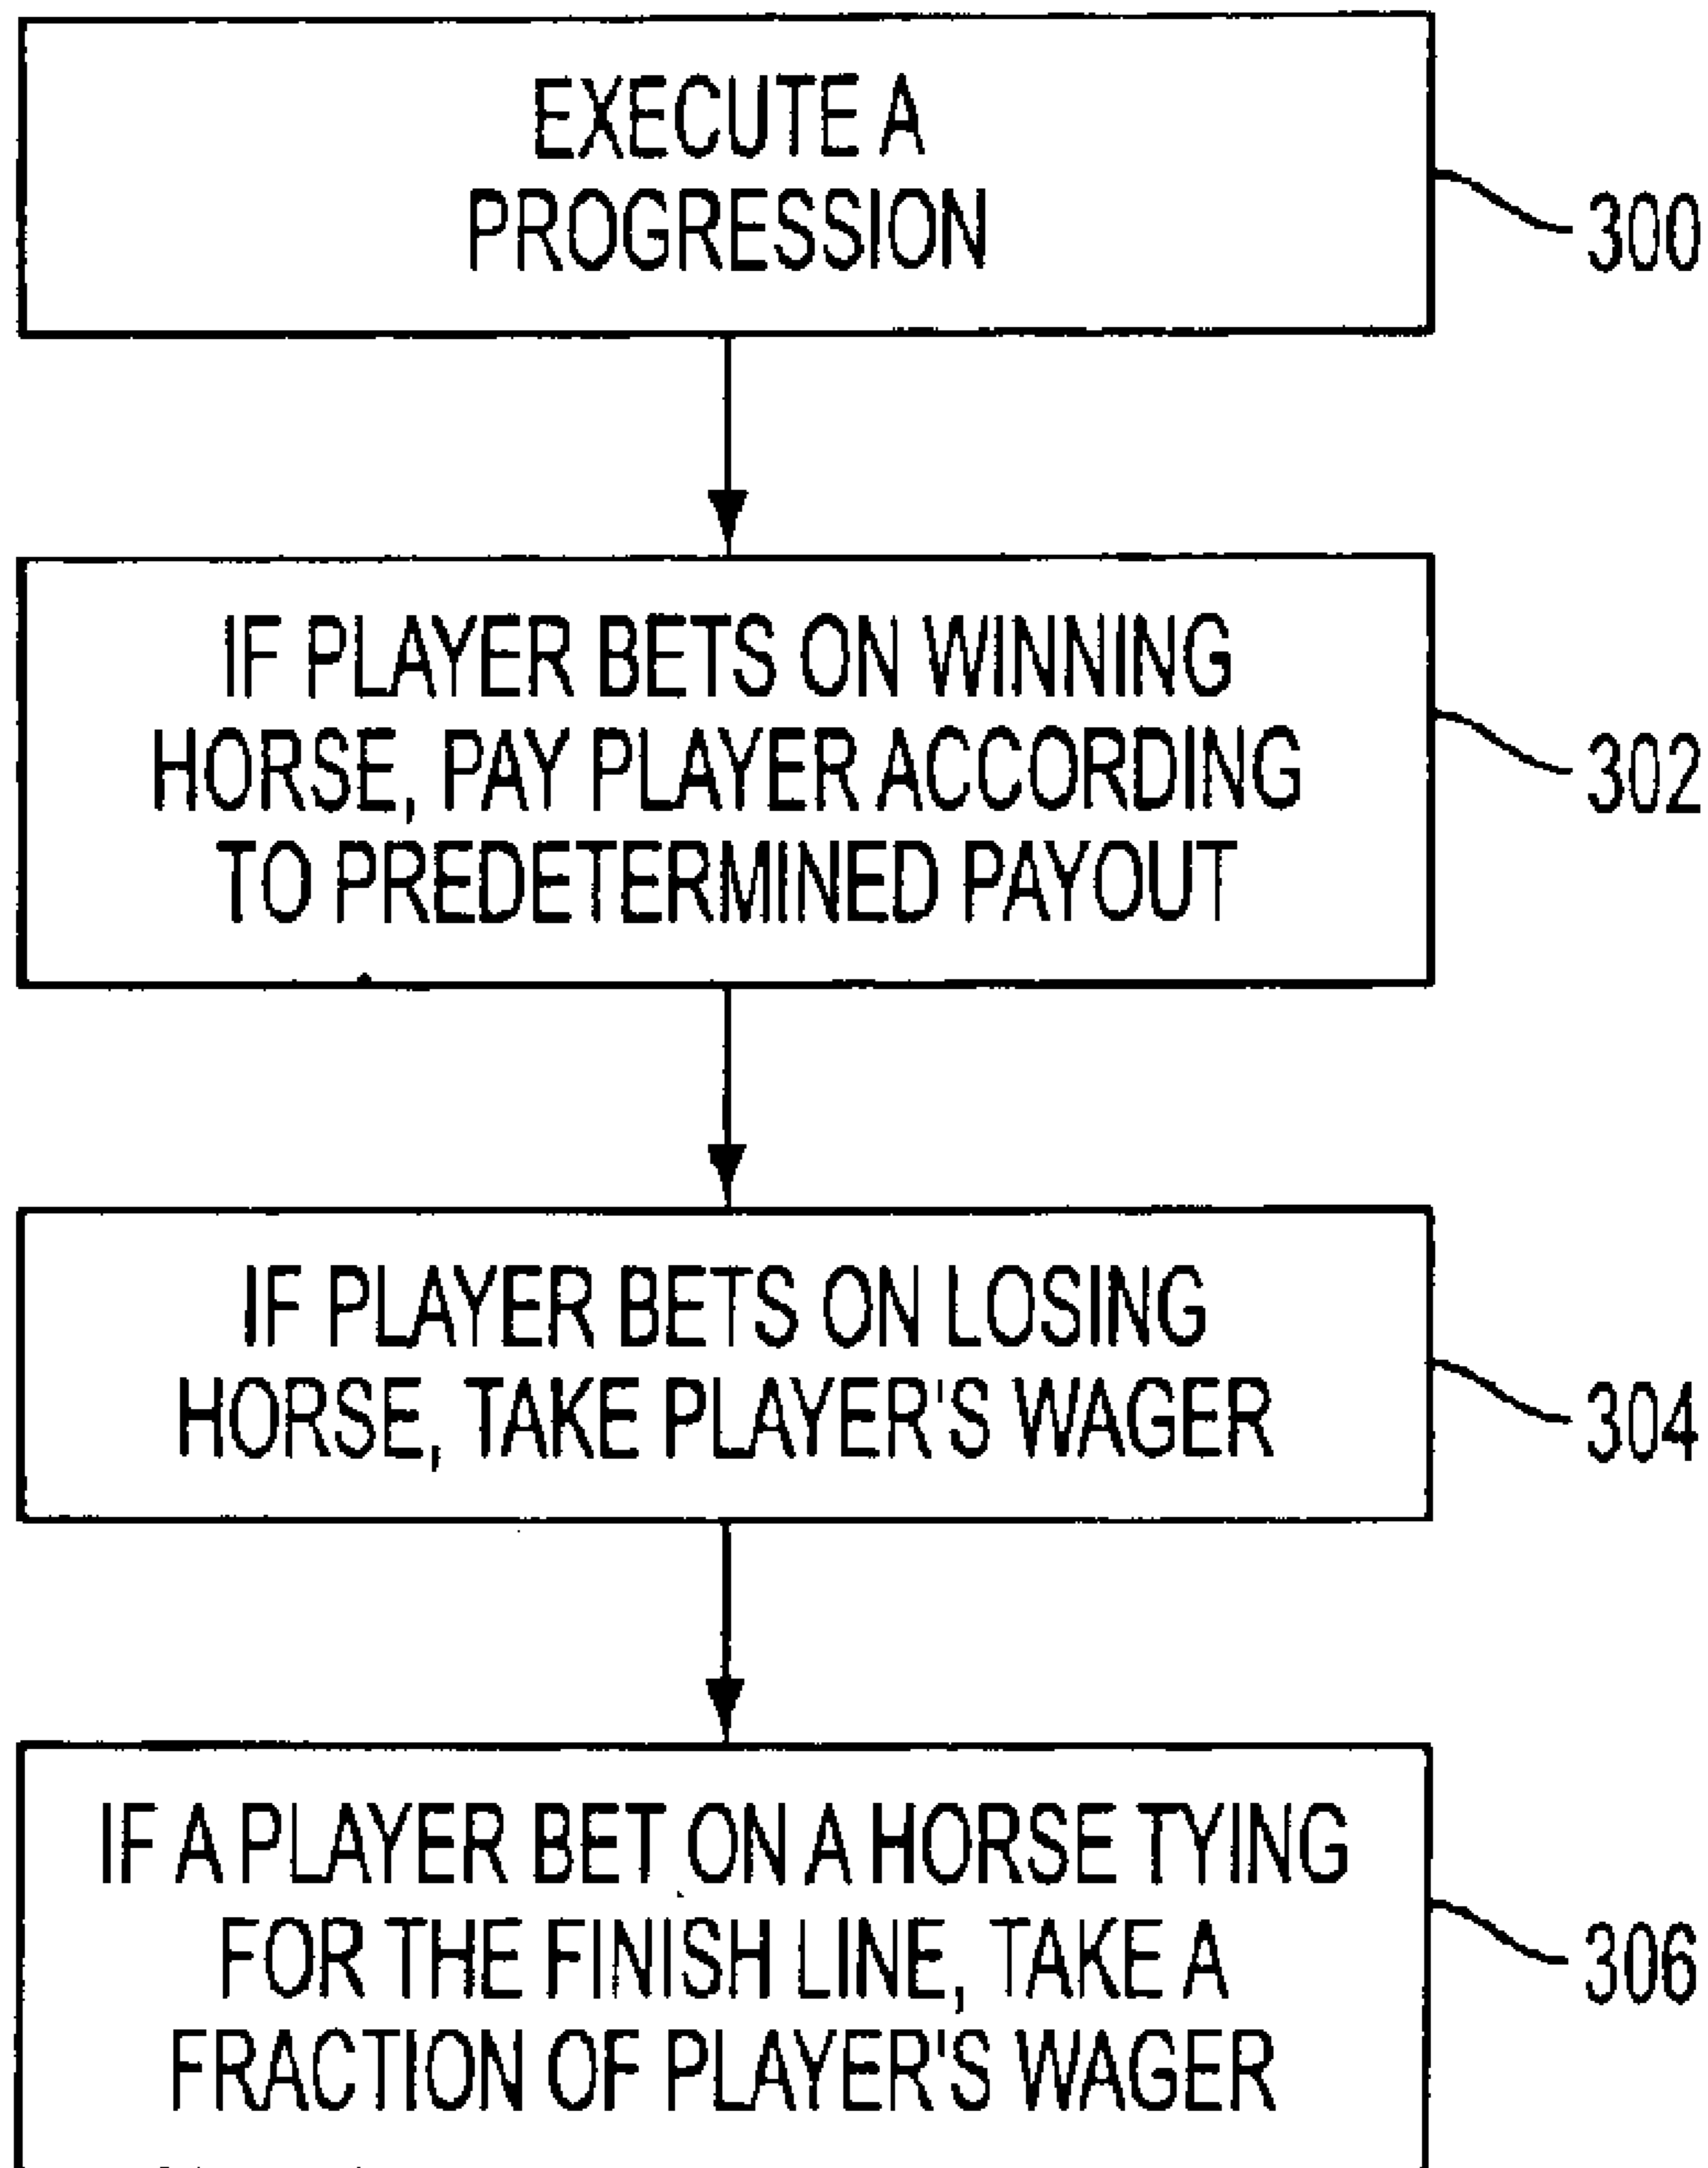 EXECUTE A
PROGRESSION
300
IF PLAYER BETS ON WINNING
HORSE, PAY PLAYER ACCORDING
TO PREDETERMINED PAYOUT
302
IF PLAYER BETS ON LOSING
HORSE, TAKE PLAYER'S WAGER
304
IF A PLAYER BET ON A HORSE TYING
FOR THE FINISH LINE, TAKE A
FRACTION OF PLAYER'S WAGER
306